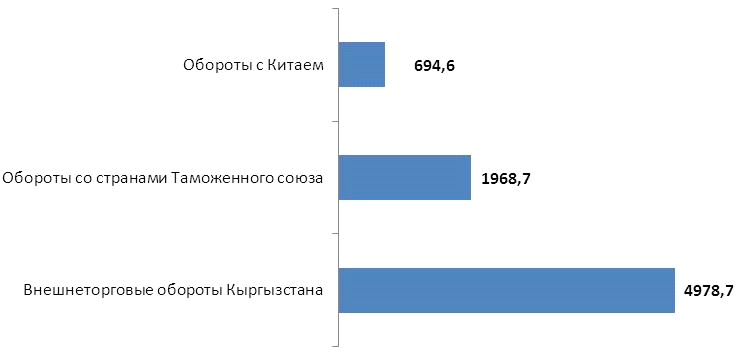 Обороты с Китаем 694,6
Обороты со странами Таможенного союза 1968,7
Внешнеторговые обороты Кыргызстана 4978,7